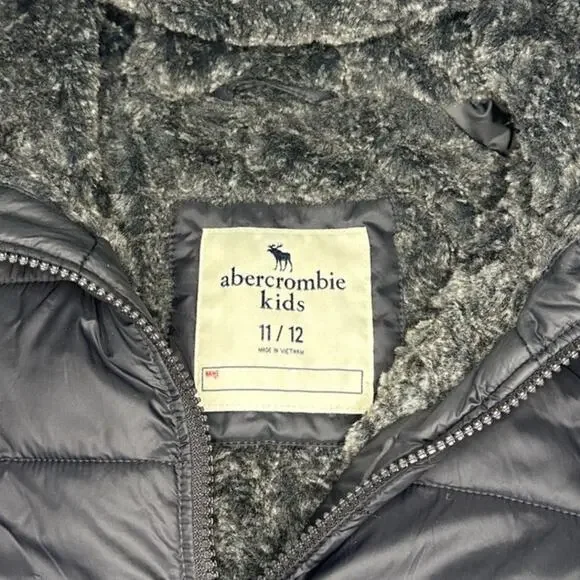 abercrombie
kids
11 / 12
MADE IN VIETNAM
NAME